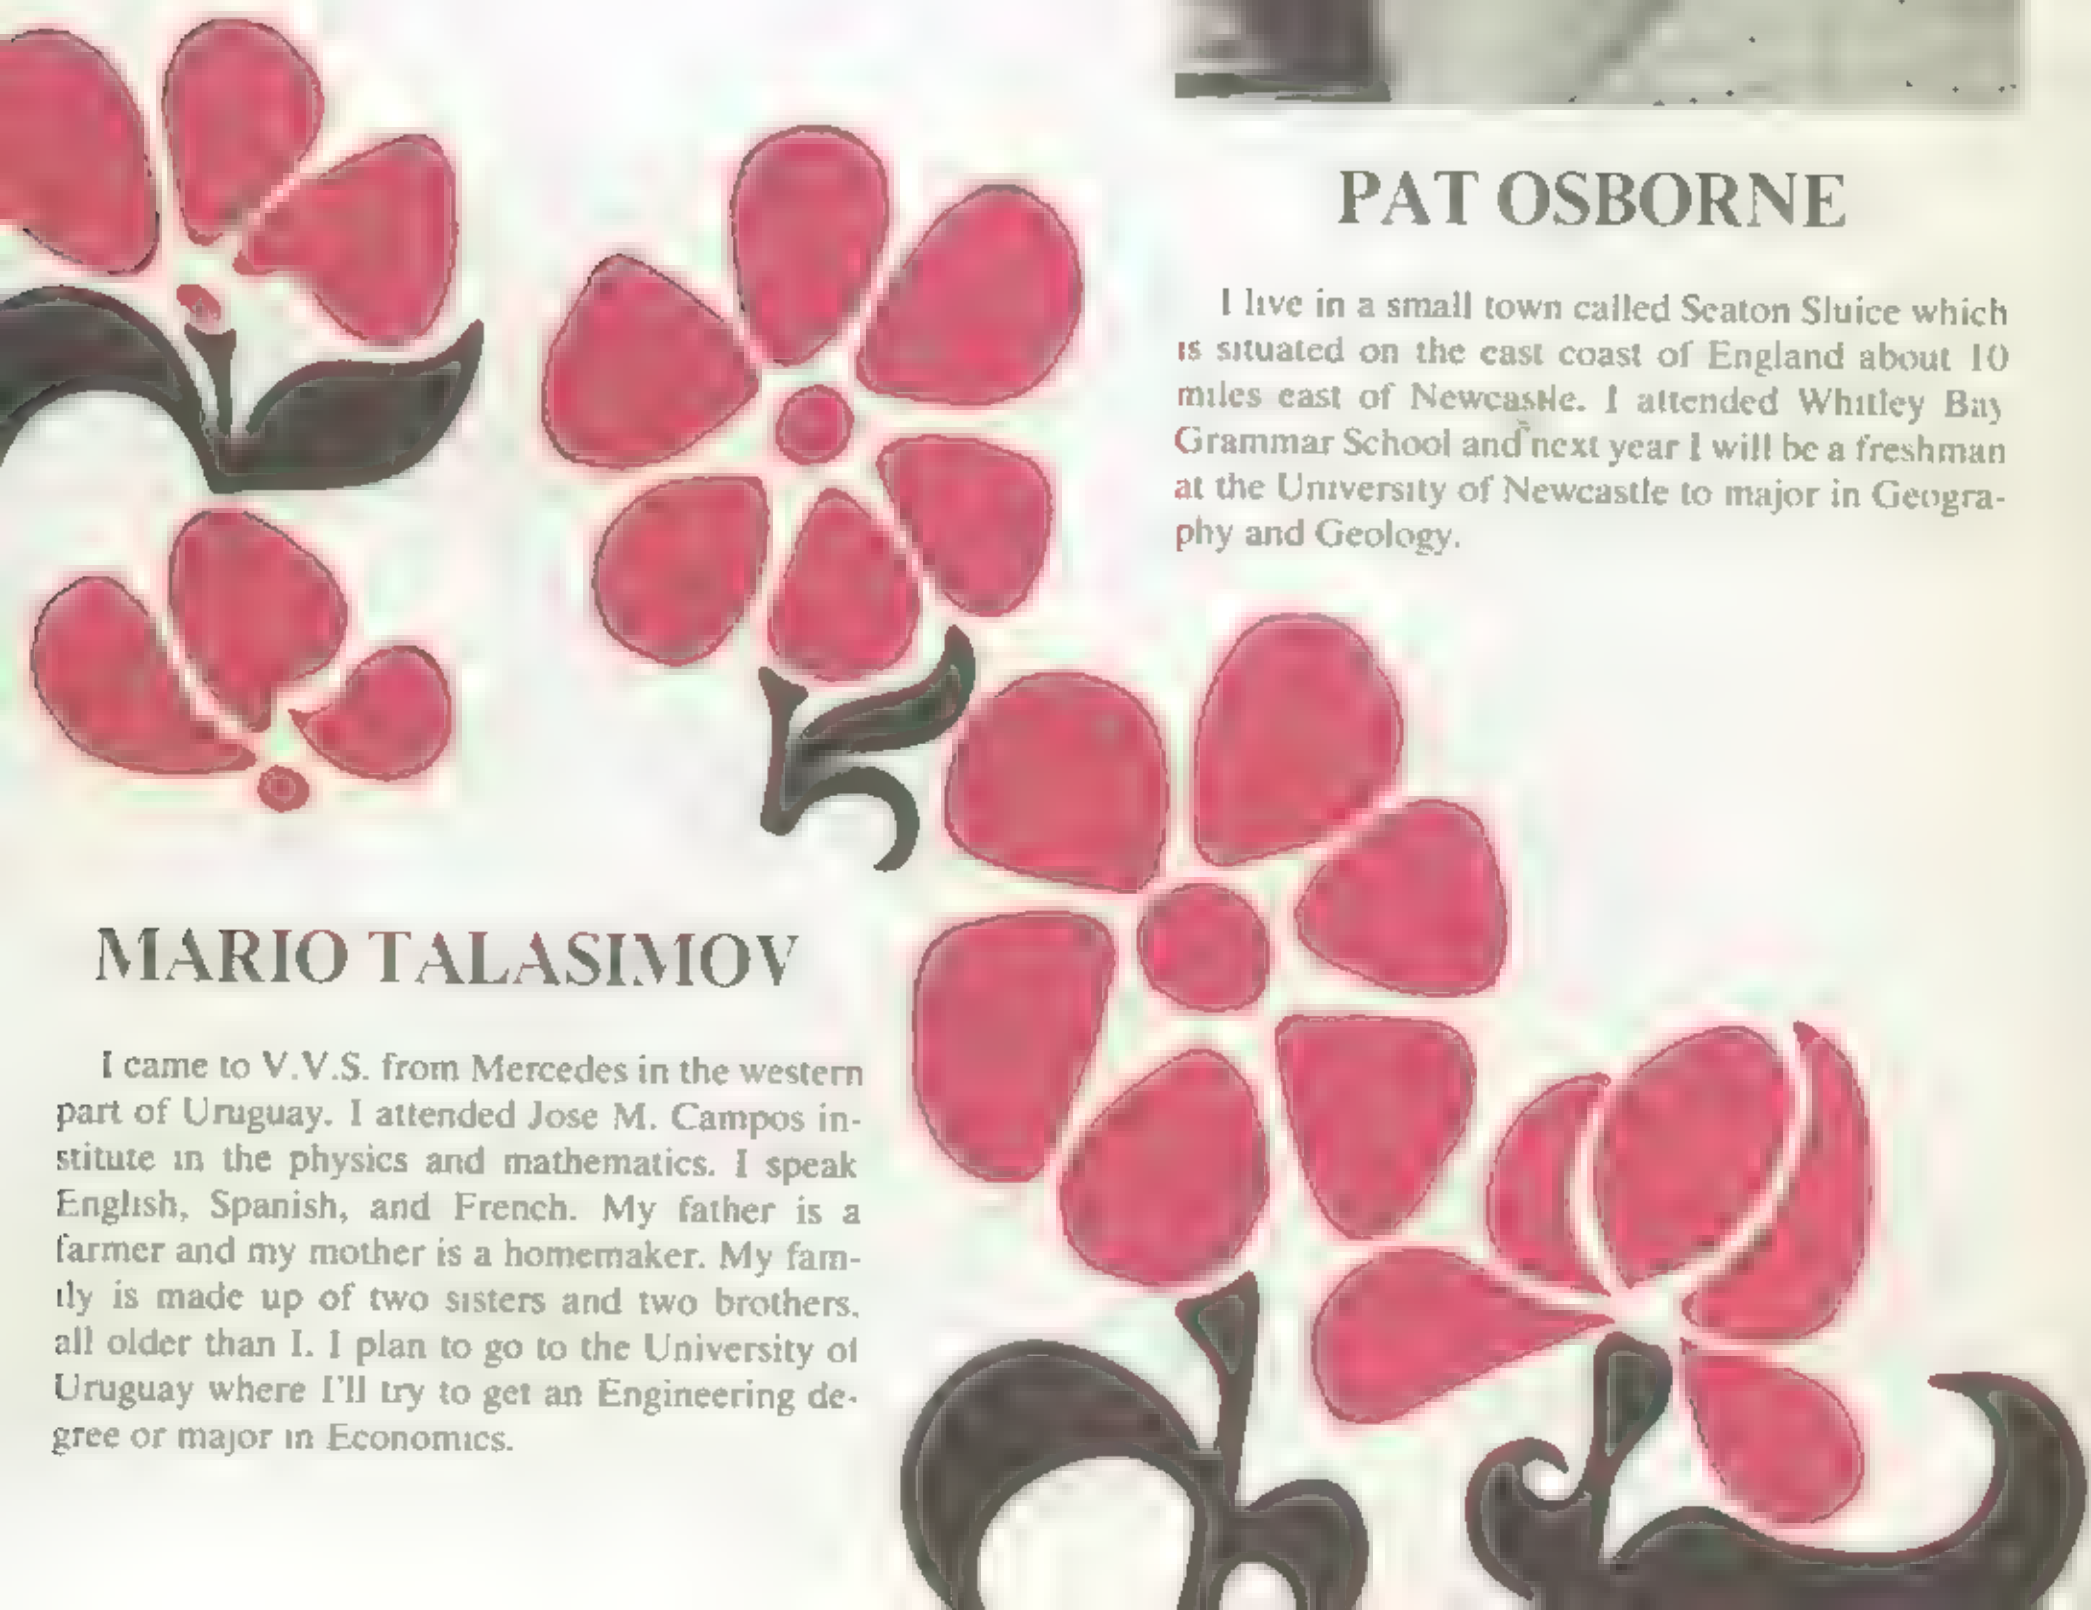 PAT OSBORNE
I live in a small town called Seaton Sluice which
is situated on the east coast of England about 10
miles east of Newcastle. I attended Whitley Bay
Grammar School and next year I will be a freshman
at the University of Newcastle to major in Geogra-
phy and Geology.
MARIO TALASIMOV
I came to V.V.S. from Mercedes in the western
part of Uruguay. I attended Jose M. Campos in-
stitute in the physics and mathematics. I speak
English, Spanish, and French. My father is a
farmer and my mother is a homemaker. My fam-
ily is made up of two sisters and two brothers,
all older than I. I plan to go to the University of
Uruguay where I'll try to get an Engineering de-
gree or major in Economics.